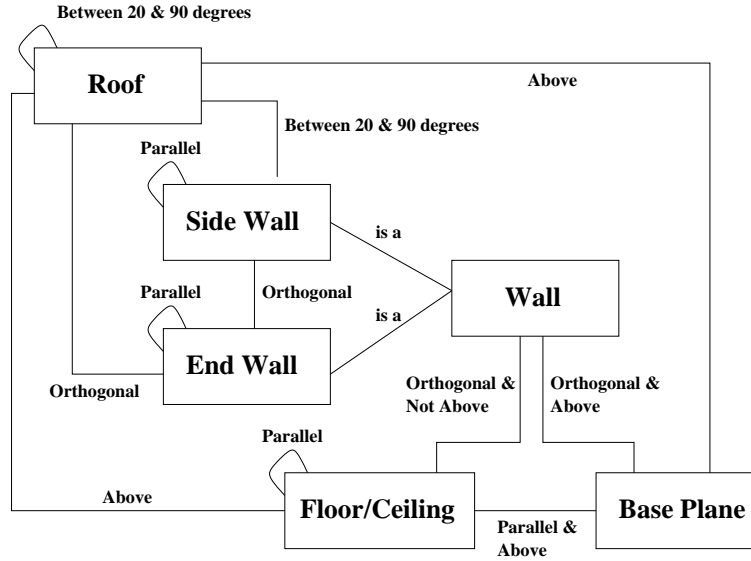 Between 20 & 90 degrees
Roof
Above
Between 20 & 90 degrees
Parallel
Side Wall
is a
Parallel
Orthogonal
Wall
is a
End Wall
Orthogonal
Orthogonal &
Not Above
Orthogonal &
Above
Parallel
Above
Floor/Ceiling
Base Plane
Parallel &
Above